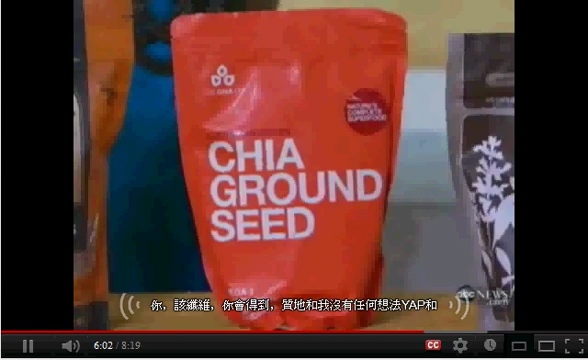 NATURE'S
COMPLETE
SUPERFOOD
CHIA
GROUND
SEED
你，該纖維，你會得到，質地和我沒有任何想法YAP和
abc NEWS
.com
6:02 / 8:19
CC